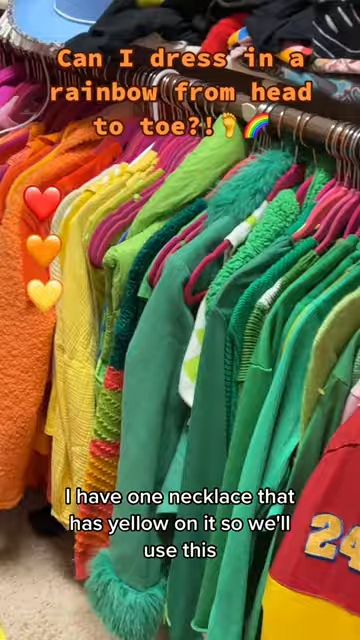 Can I dress in a
rainbow from head
to toe?!🦶🌈
❤️
🧡
💛
I have one necklace that
has yellow on it so we'll
use this
24